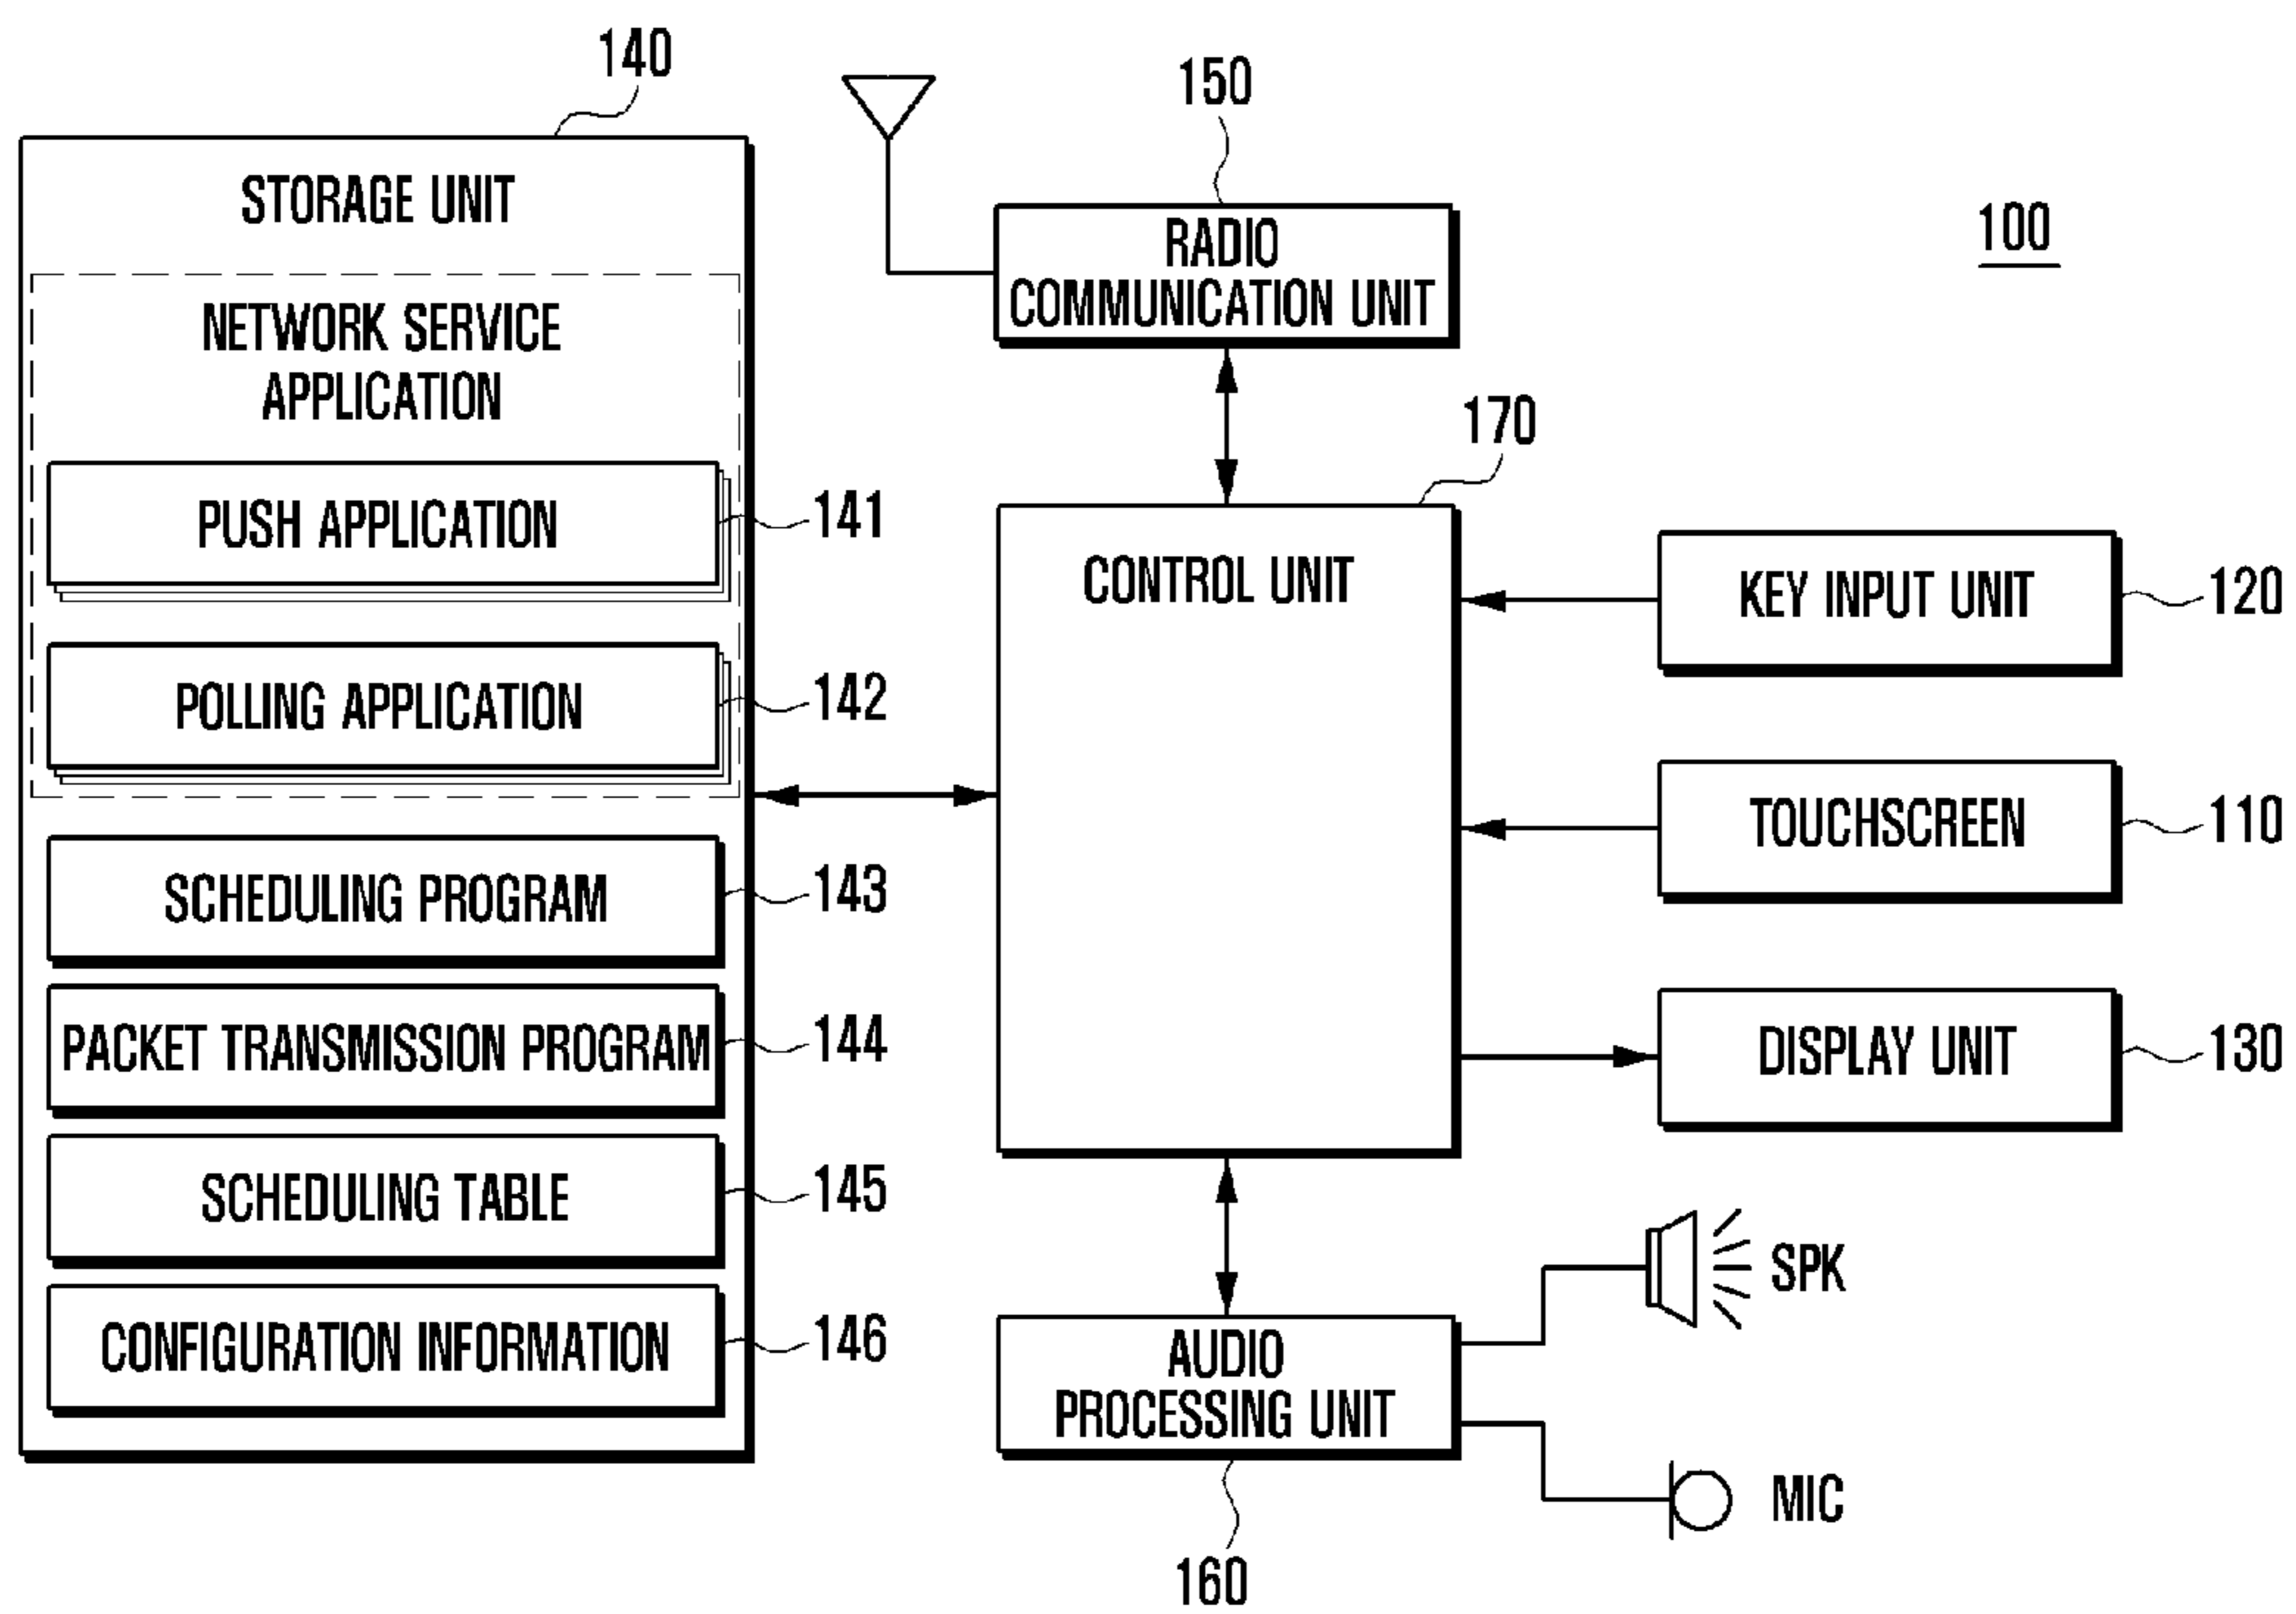 140
STORAGE UNIT
NETWORK SERVICE
APPLICATION
PUSH APPLICATION
141
POLLING APPLICATION
142
SCHEDULING PROGRAM
143
PACKET TRANSMISSION PROGRAM
144
SCHEDULING TABLE
145
CONFIGURATION INFORMATION
146
150
RADIO
COMMUNICATION UNIT
100
170
CONTROL UNIT
KEY INPUT UNIT
120
TOUCHSCREEN
110
DISPLAY UNIT
130
AUDIO
PROCESSING UNIT
160
SPK
MIC